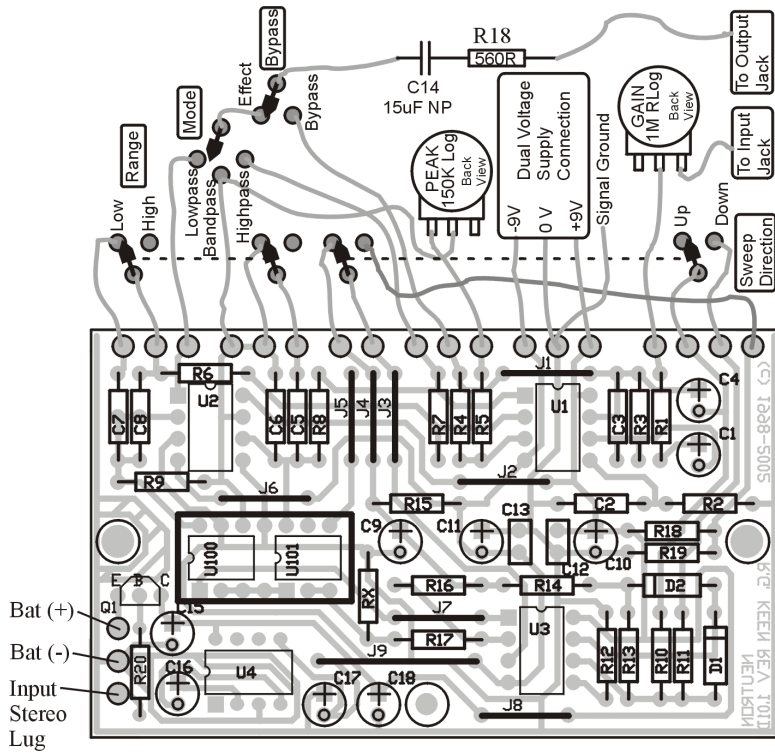 R18
560R
C14
15uF NP
To Output
Jack
Bypass
Effect
Bypass
Mode
Lowpass
Bandpass
Highpass
Range
Low
High
PEAK
150K Log
Back
View
Dual Voltage
Supply
Connection
-9V
0 V
+9V
Signal Ground
GAIN
1M RLog
Back
View
To Input
Jack
Up
Down
Sweep
Direction
J1
R6
U2
C7
C8
C6
C5
R8
J5
J4
J3
R7
R4
R5
U1
C3
R3
R1
C4
C1
(c) 1998-2005
R9
J6
J2
R15
C13
C2
R2
U100
U101
C9
C11
C12
C10
R18
R19
E B C
Q1
RX
R16
R14
D2
R.G. KEEN REV 1.01D
NEUTRON
Bat (+)
C15
J7
U3
R17
Bat (-)
R20
C16
U4
J9
R12
R13
R10
R11
D1
Input
Stereo
Lug
C17
C18
J8